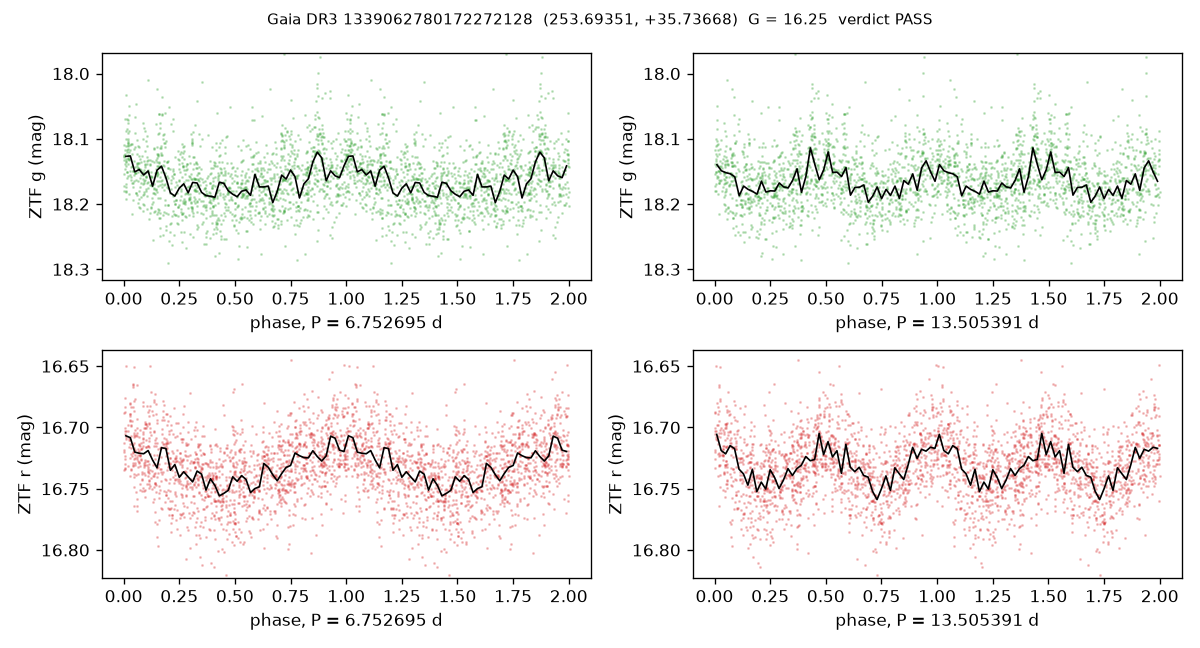 Gaia DR3 1339062780172272128 (253.69351, +35.73668) G = 16.25 verdict PASS
ZTF g (mag)
18.0
18.1
18.2
18.3
0.00 0.25 0.50 0.75 1.00 1.25 1.50 1.75 2.00
phase, P = 6.752695 d
ZTF g (mag)
18.0
18.1
18.2
18.3
0.00 0.25 0.50 0.75 1.00 1.25 1.50 1.75 2.00
phase, P = 13.505391 d
ZTF r (mag)
16.65
16.70
16.75
16.80
0.00 0.25 0.50 0.75 1.00 1.25 1.50 1.75 2.00
phase, P = 6.752695 d
ZTF r (mag)
16.65
16.70
16.75
16.80
0.00 0.25 0.50 0.75 1.00 1.25 1.50 1.75 2.00
phase, P = 13.505391 d